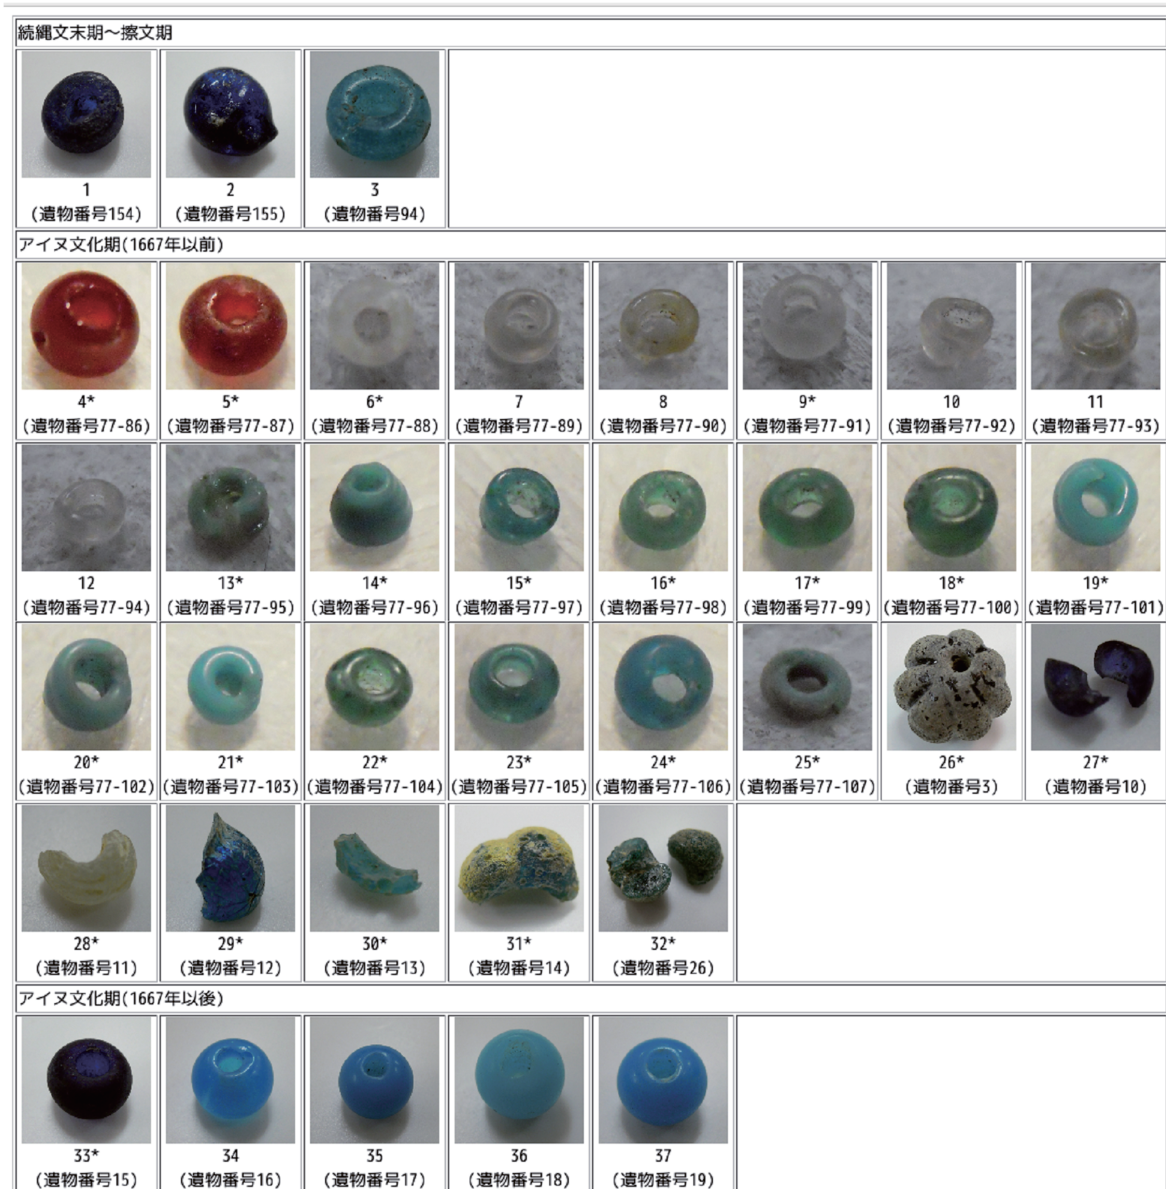 続縄文末期～擦文期
1 2 3
(遺物番号154) (遺物番号155) (遺物番号94)
アイヌ文化期(1667年以前)
4* 5* 6* 7 8 9* 10 11
(遺物番号77-86) (遺物番号77-87) (遺物番号77-88) (遺物番号77-89) (遺物番号77-90) (遺物番号77-91) (遺物番号77-92) (遺物番号77-93)
12 13* 14* 15* 16* 17* 18* 19*
(遺物番号77-94) (遺物番号77-95) (遺物番号77-96) (遺物番号77-97) (遺物番号77-98) (遺物番号77-99) (遺物番号77-100) (遺物番号77-101)
20* 21* 22* 23* 24* 25* 26* 27*
(遺物番号77-102) (遺物番号77-103) (遺物番号77-104) (遺物番号77-105) (遺物番号77-106) (遺物番号77-107) (遺物番号3) (遺物番号10)
28* 29* 30* 31* 32*
(遺物番号11) (遺物番号12) (遺物番号13) (遺物番号14) (遺物番号26)
アイヌ文化期(1667年以後)
33* 34 35 36 37
(遺物番号15) (遺物番号16) (遺物番号17) (遺物番号18) (遺物番号19)